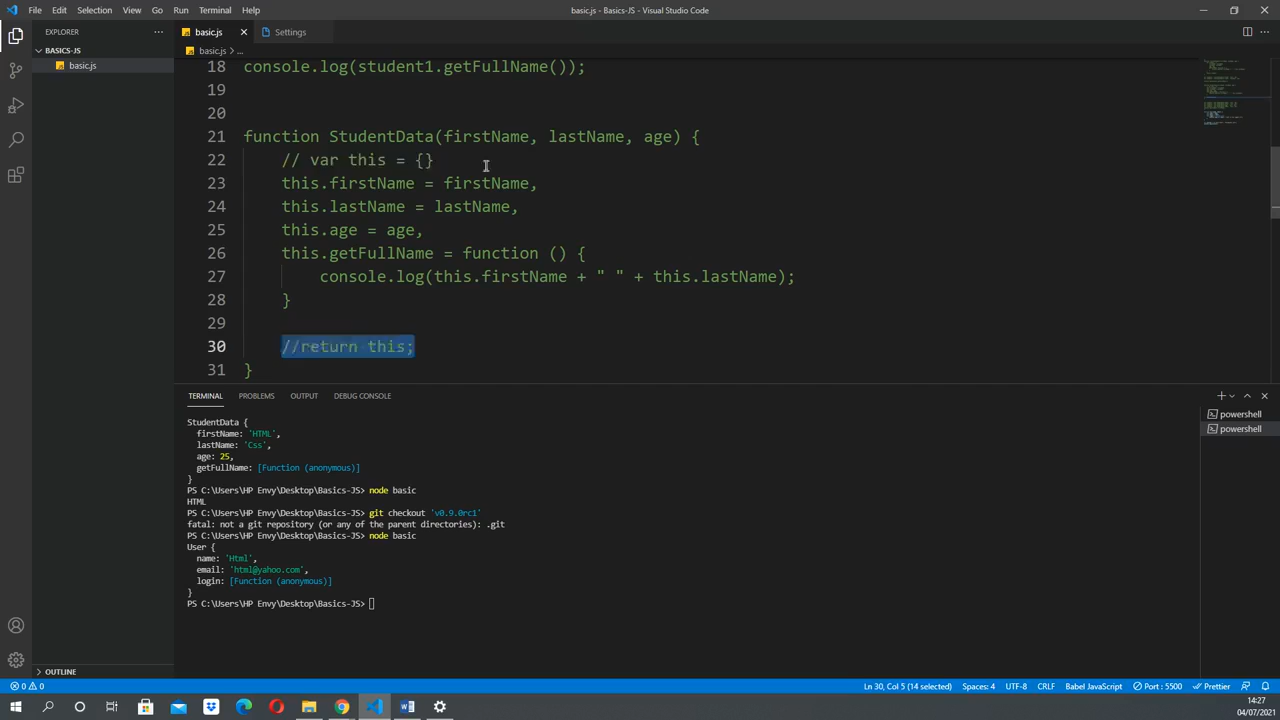 File Edit Selection View Go Run Terminal Help
basic.js - Basics-JS - Visual Studio Code
EXPLORER
BASICS-JS
basic.js
basic.js
Settings
basic.js > ...
18 console.log(student1.getFullName());
19
20
21 function StudentData(firstName, lastName, age) {
22 // var this = {}
23 this.firstName = firstName,
24 this.lastName = lastName,
25 this.age = age,
26 this.getFullName = function () {
27 console.log(this.firstName + " " + this.lastName);
28 }
29
30 //return this;
31 }
TERMINAL PROBLEMS OUTPUT DEBUG CONSOLE
StudentData {
firstName: 'HTML',
lastName: 'Css',
age: 25,
getFullName: [Function (anonymous)]
}
PS C:\Users\HP Envy\Desktop\Basics-JS> node basic
HTML
PS C:\Users\HP Envy\Desktop\Basics-JS> git checkout 'v0.9.0rc1'
fatal: not a git repository (or any of the parent directories): .git
PS C:\Users\HP Envy\Desktop\Basics-JS> node basic
User {
name: 'Html',
email: 'html@yahoo.com',
login: [Function (anonymous)]
}
PS C:\Users\HP Envy\Desktop\Basics-JS>
powershell
powershell
OUTLINE
0 0
Ln 30, Col 5 (14 selected) Spaces: 4 UTF-8 CRLF Babel JavaScript Port : 5500 Prettier
14:27
04/07/2021